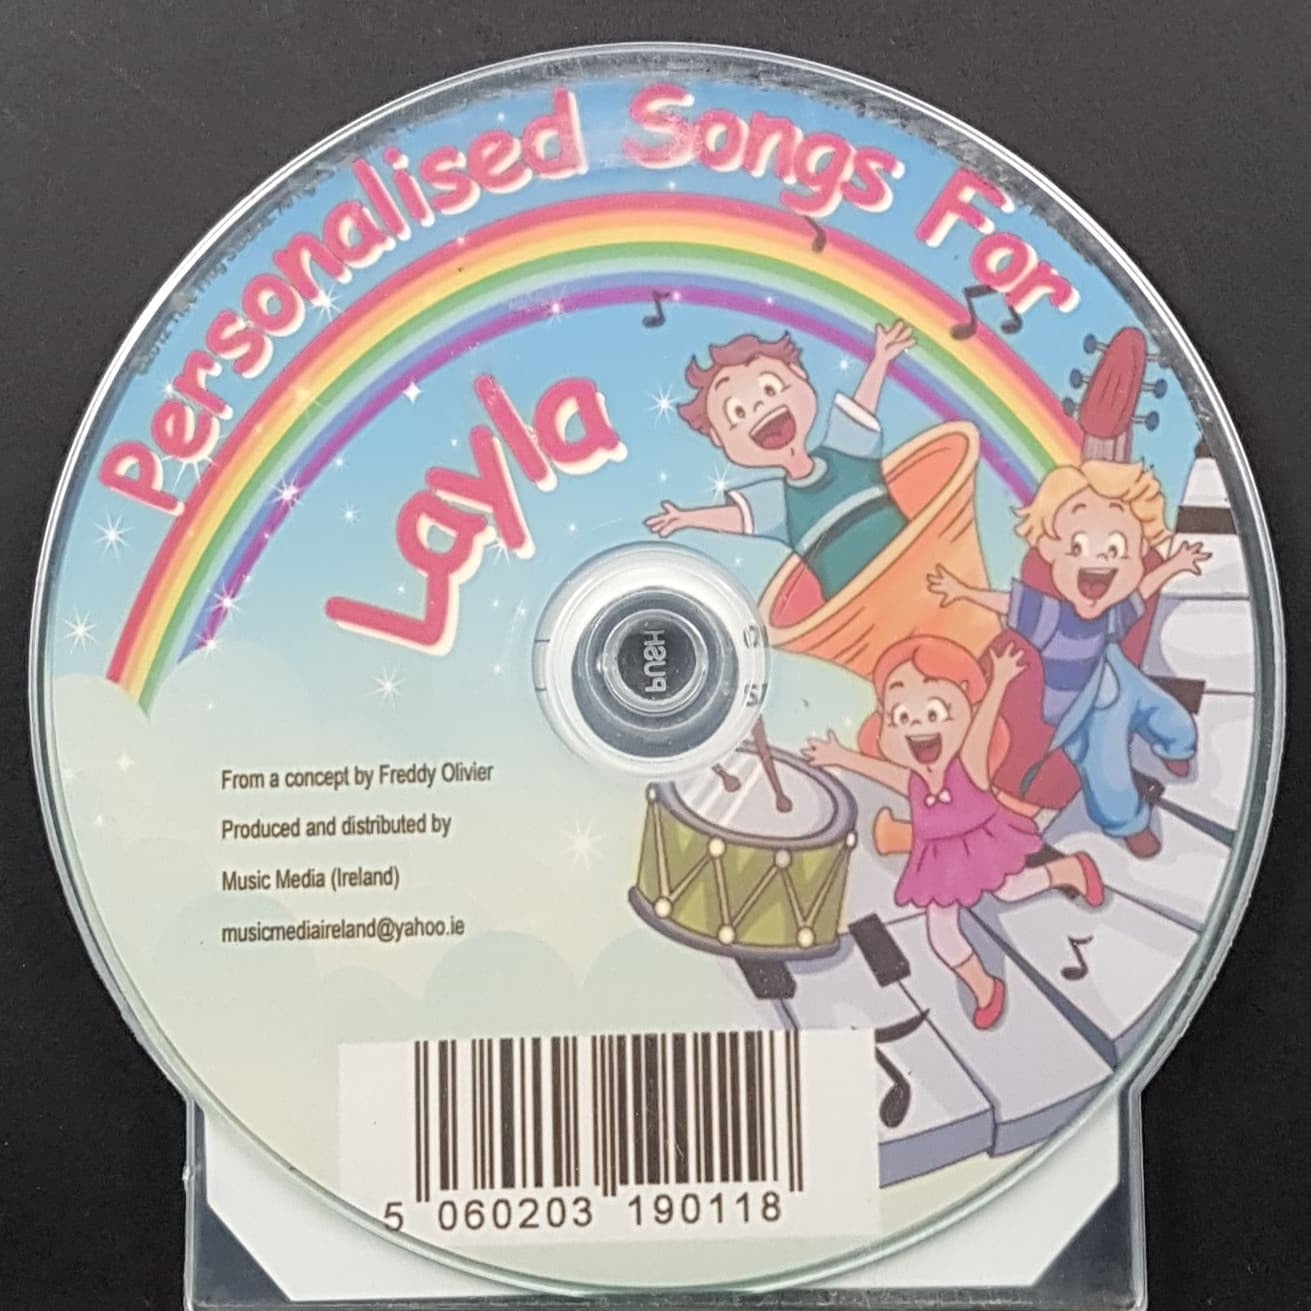 Personalised Songs For
Layla
PUSH
From a concept by Freddy Olivier
Produced and distributed by
Music Media (Ireland)
musicmediaireland@yahoo.ie
5 060203 190118